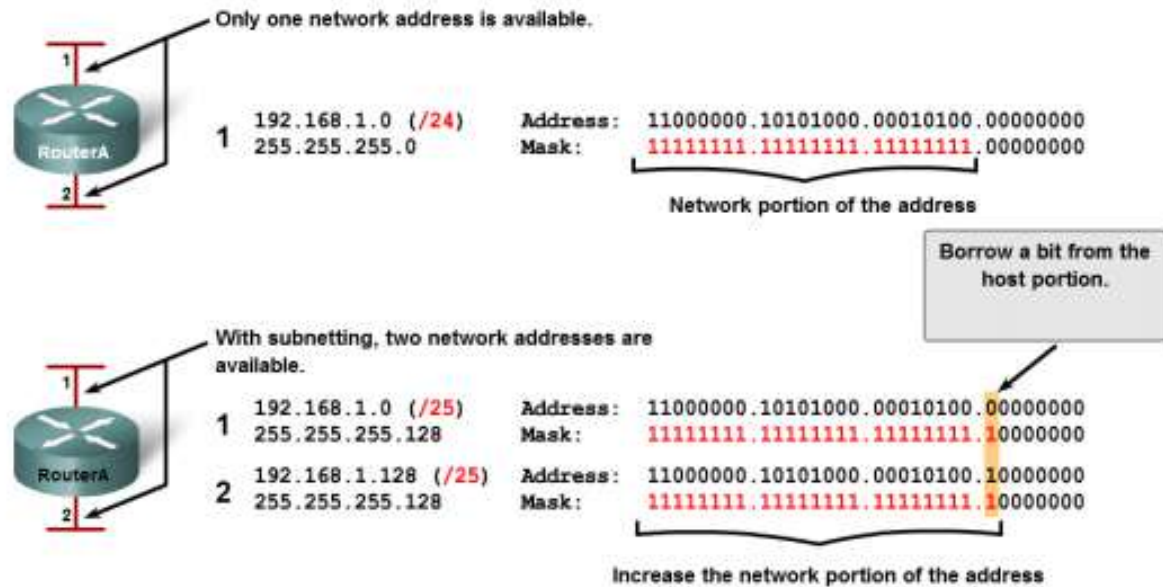 Only one network address is available.
1
RouterA
2
1 192.168.1.0 (/24) Address: 11000000.10101000.00010100.00000000
255.255.255.0 Mask: 11111111.11111111.11111111.00000000
Network portion of the address
Borrow a bit from the
host portion.
With subnetting, two network addresses are
available.
1
RouterA
2
1 192.168.1.0 (/25) Address: 11000000.10101000.00010100.00000000
255.255.255.128 Mask: 11111111.11111111.11111111.10000000
2 192.168.1.128 (/25) Address: 11000000.10101000.00010100.10000000
255.255.255.128 Mask: 11111111.11111111.11111111.10000000
Increase the network portion of the address